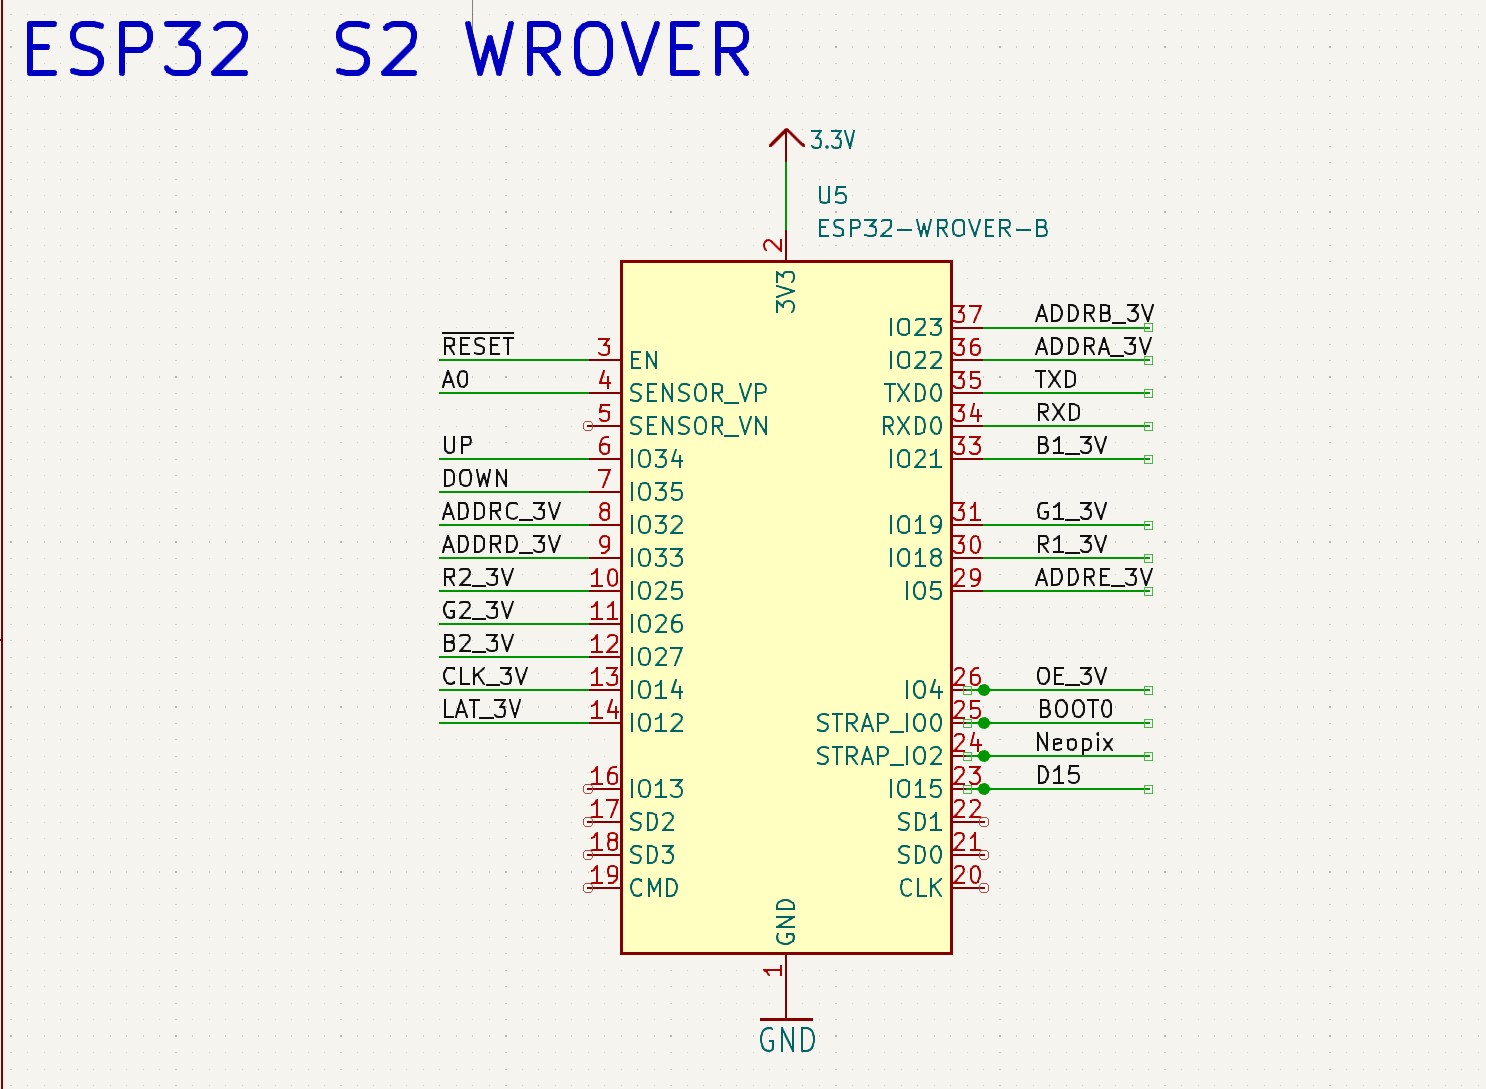 ESP32 S2 WROVER
3.3V
U5
ESP32-WROVER-B
2
3V3
RESET 3 EN
A0 4 SENSOR_VP
5 SENSOR_VN
UP 6 IO34
DOWN 7 IO35
ADDRC_3V 8 IO32
ADDRD_3V 9 IO33
R2_3V 10 IO25
G2_3V 11 IO26
B2_3V 12 IO27
CLK_3V 13 IO14
LAT_3V 14 IO12
16 IO13
17 SD2
18 SD3
19 CMD
IO23 37 ADDRB_3V
IO22 36 ADDRA_3V
TXD0 35 TXD
RXD0 34 RXD
IO21 33 B1_3V
IO19 31 G1_3V
IO18 30 R1_3V
IO5 29 ADDRE_3V
IO4 26 OE_3V
STRAP_IO0 25 BOOT0
STRAP_IO2 24 Neopix
IO15 23 D15
SD1 22
SD0 21
CLK 20
GND
1
GND